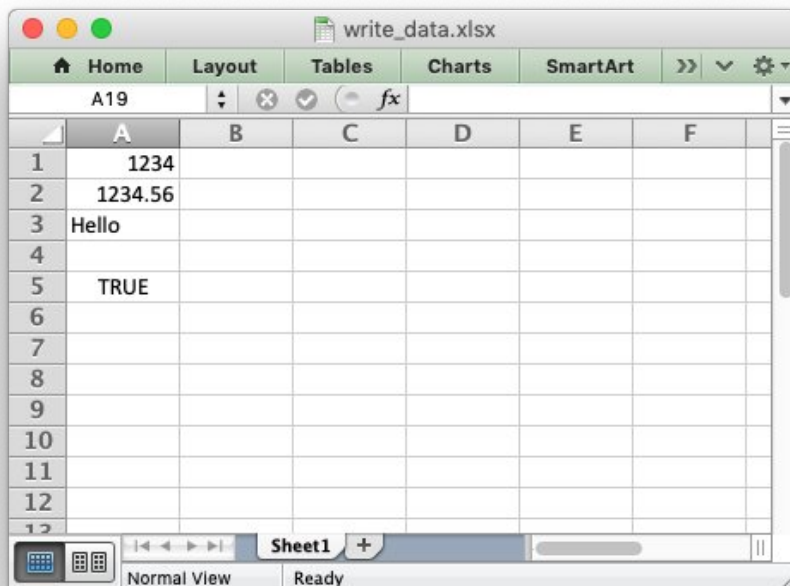 write_data.xlsx
Home Layout Tables Charts SmartArt
A19 fx
A B C D E F
1 1234
2 1234.56
3 Hello
4
5 TRUE
6
7
8
9
10
11
12
13
Sheet1 +
Normal View Ready